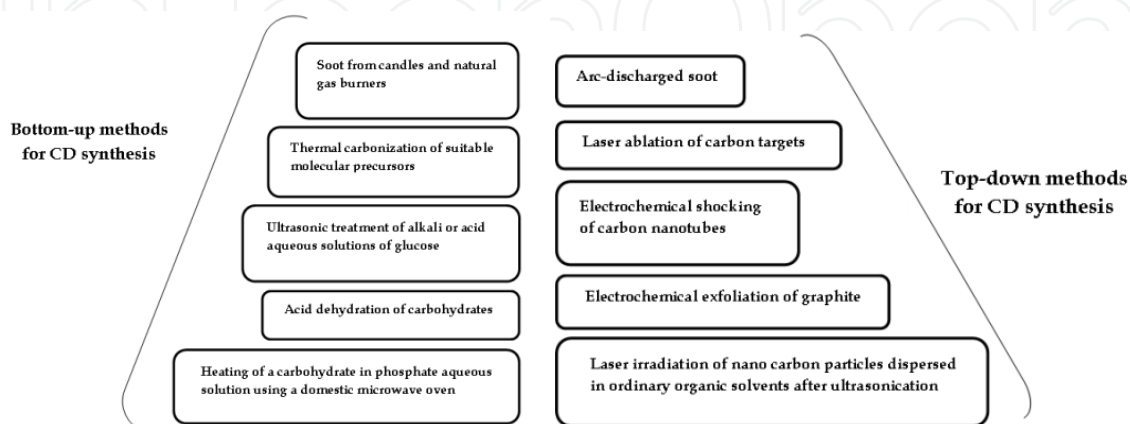 Bottom-up methods
for CD synthesis
Soot from candles and natural
gas burners
Thermal carbonization of suitable
molecular precursors
Ultrasonic treatment of alkali or acid
aqueous solutions of glucose
Acid dehydration of carbohydrates
Heating of a carbohydrate in phosphate aqueous
solution using a domestic microwave oven
Arc-discharged soot
Laser ablation of carbon targets
Electrochemical shocking
of carbon nanotubes
Electrochemical exfoliation of graphite
Laser irradiation of nano carbon particles dispersed
in ordinary organic solvents after ultrasonication
Top-down methods
for CD synthesis